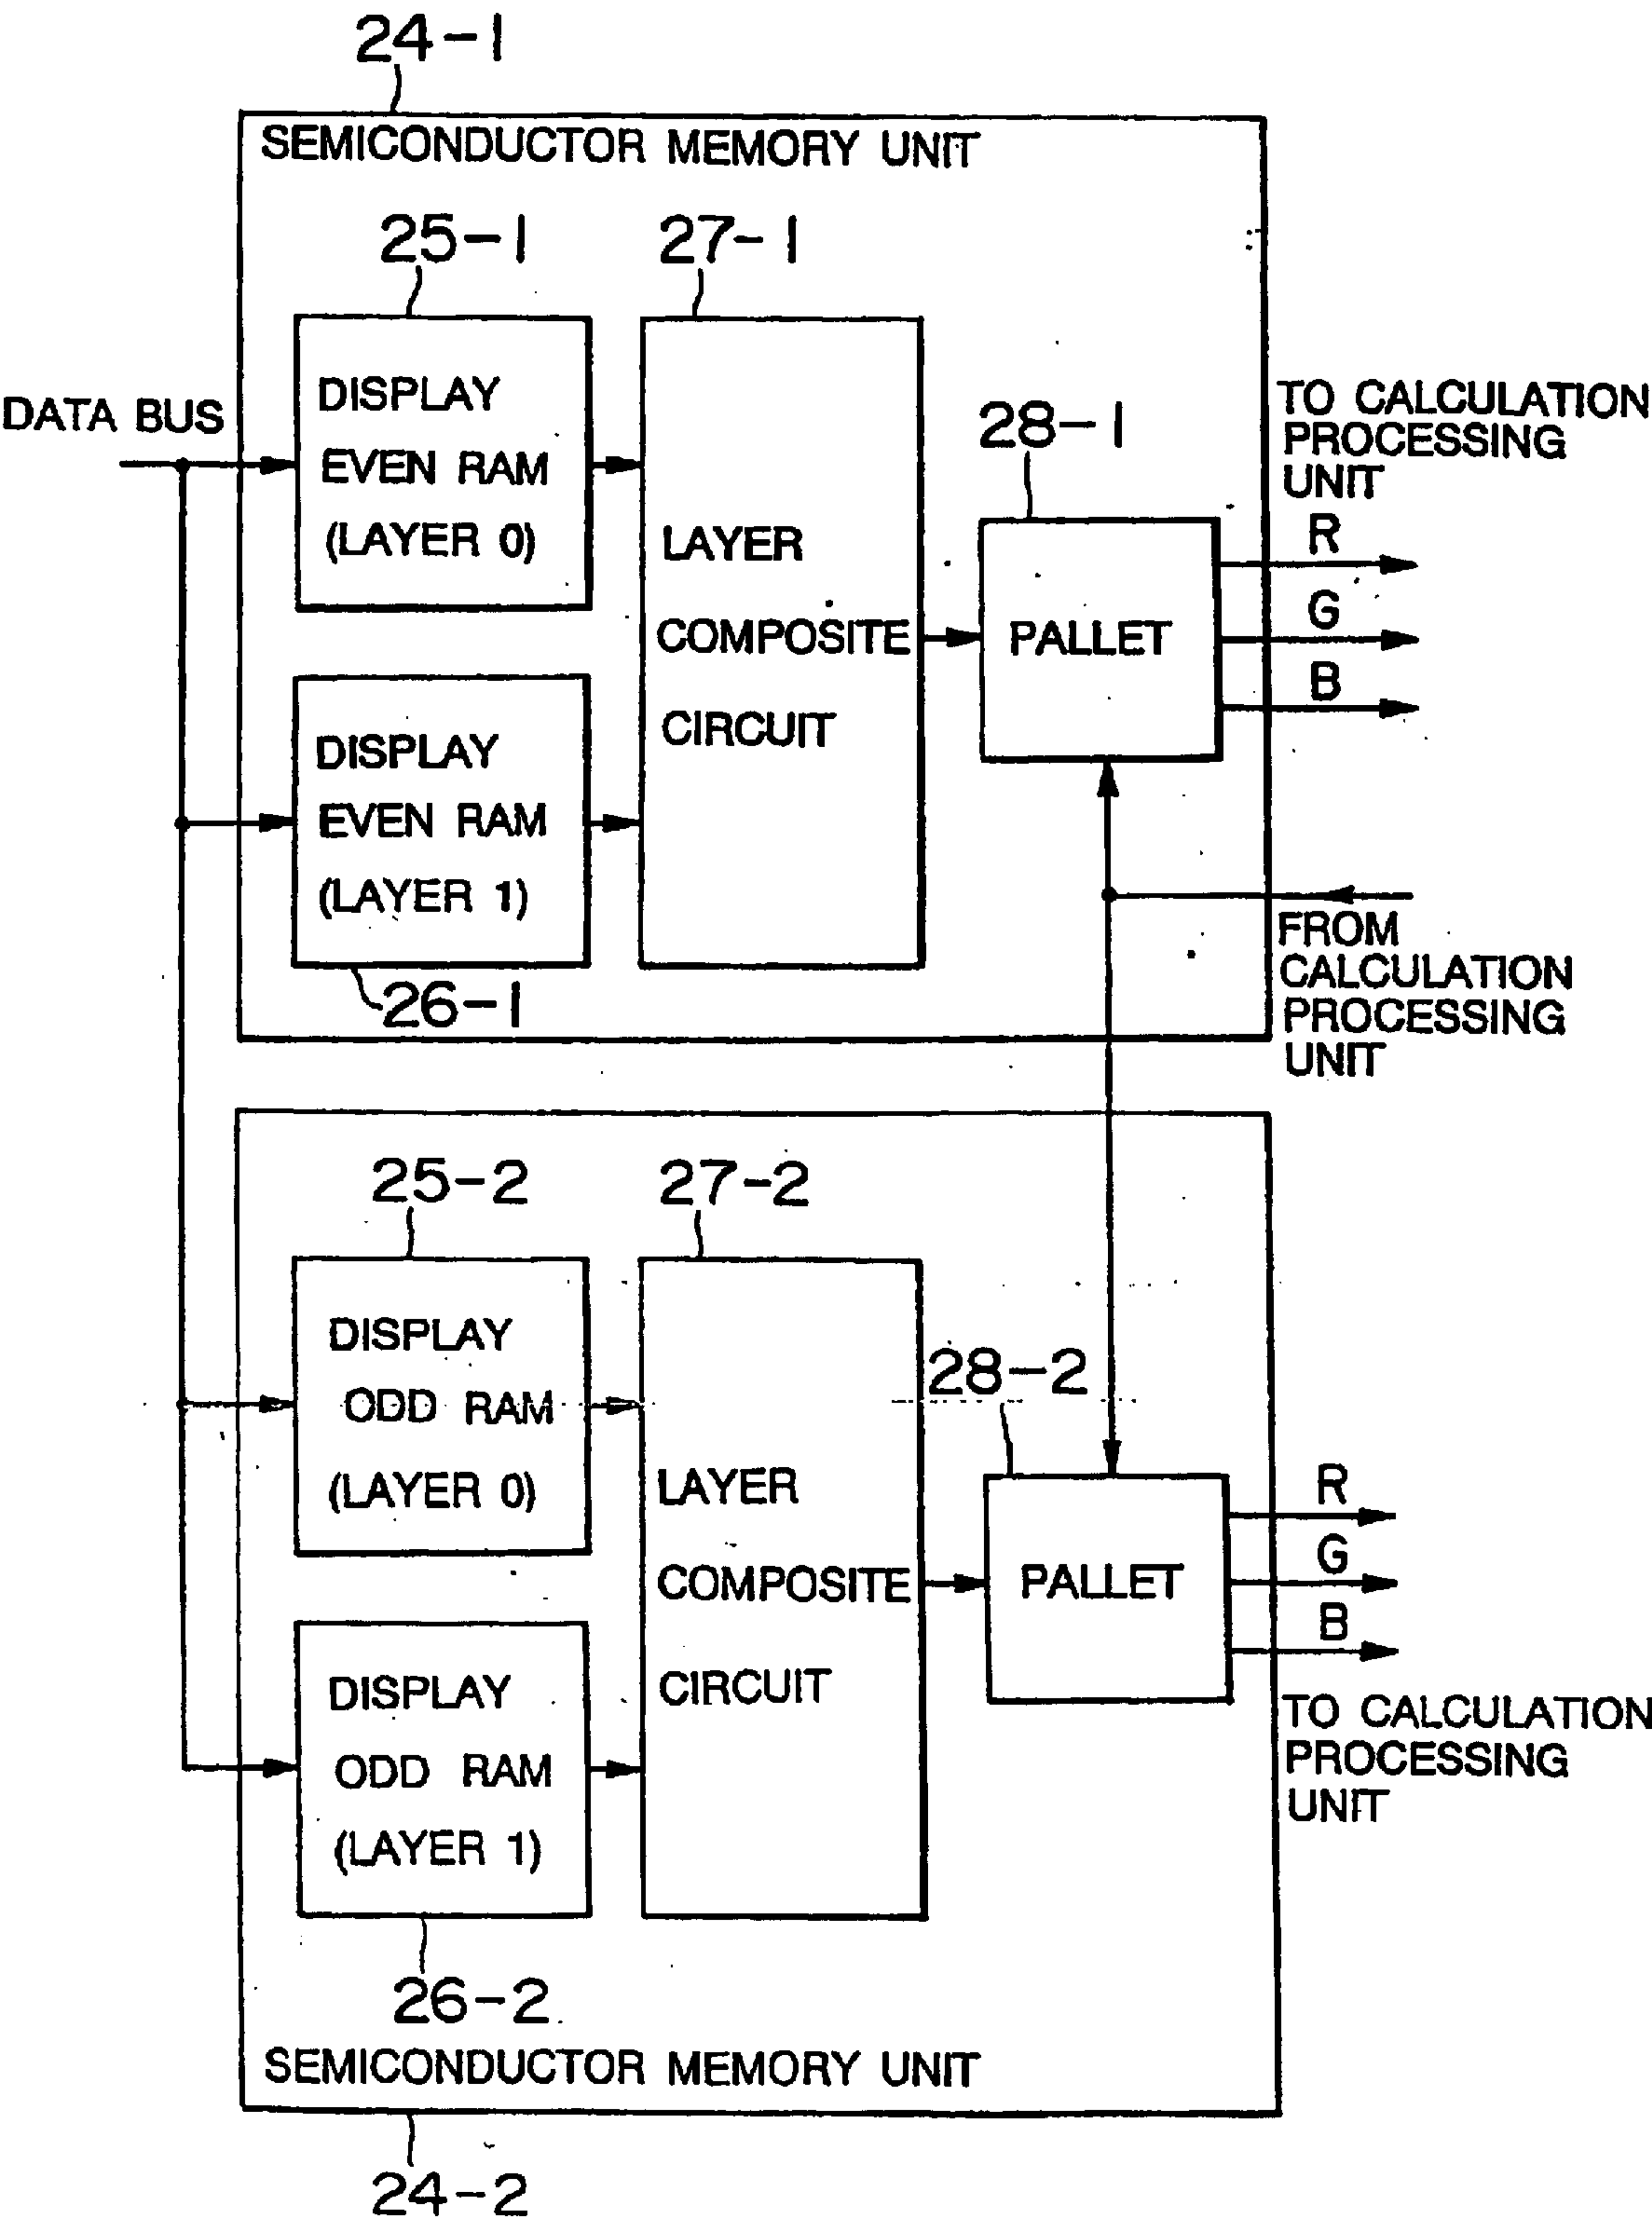 24-1
SEMICONDUCTOR MEMORY UNIT
25-1
27-1
DATA BUS
DISPLAY
EVEN RAM
(LAYER 0)
LAYER
COMPOSITE
CIRCUIT
28-1
PALLET
TO CALCULATION
PROCESSING
UNIT
R
G
B
DISPLAY
EVEN RAM
(LAYER 1)
26-1
FROM
CALCULATION
PROCESSING
UNIT
25-2
27-2
DISPLAY
ODD RAM
(LAYER 0)
LAYER
COMPOSITE
CIRCUIT
28-2
PALLET
R
G
B
DISPLAY
ODD RAM
(LAYER 1)
TO CALCULATION
PROCESSING
UNIT
26-2
SEMICONDUCTOR MEMORY UNIT
24-2